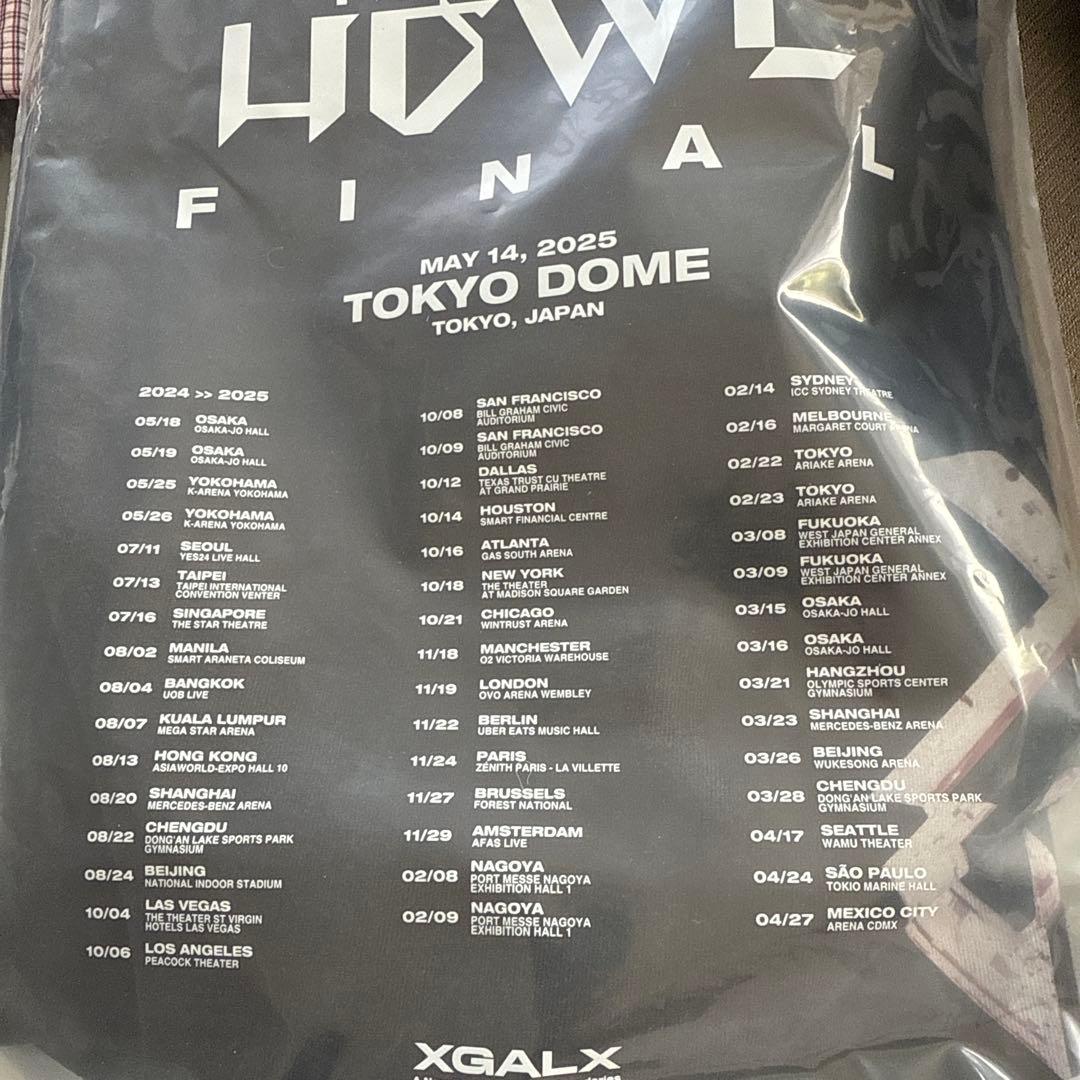 HOWL
FINAL
MAY 14, 2025
TOKYO DOME
TOKYO, JAPAN
2024 >> 2025
05/18 OSAKA
OSAKA-JO HALL
05/19 OSAKA
OSAKA-JO HALL
05/25 YOKOHAMA
K-ARENA YOKOHAMA
05/26 YOKOHAMA
K-ARENA YOKOHAMA
07/11 SEOUL
YES24 LIVE HALL
07/13 TAIPEI
TAIPEI INTERNATIONAL
CONVENTION VENTER
07/16 SINGAPORE
THE STAR THEATRE
08/02 MANILA
SMART ARANETA COLISEUM
08/04 BANGKOK
UOB LIVE
08/07 KUALA LUMPUR
MEGA STAR ARENA
08/13 HONG KONG
ASIAWORLD-EXPO HALL 10
08/20 SHANGHAI
MERCEDES-BENZ ARENA
08/22 CHENGDU
DONG'AN LAKE SPORTS PARK
GYMNASIUM
08/24 BEIJING
NATIONAL INDOOR STADIUM
10/04 LAS VEGAS
THE THEATER ST VIRGIN
HOTELS LAS VEGAS
10/06 LOS ANGELES
PEACOCK THEATER
10/08 SAN FRANCISCO
BILL GRAHAM CIVIC
AUDITORIUM
10/09 SAN FRANCISCO
BILL GRAHAM CIVIC
AUDITORIUM
10/12 DALLAS
TEXAS TRUST CU THEATRE
AT GRAND PRAIRIE
10/14 HOUSTON
SMART FINANCIAL CENTRE
10/16 ATLANTA
GAS SOUTH ARENA
10/18 NEW YORK
THE THEATER
AT MADISON SQUARE GARDEN
10/21 CHICAGO
WINTRUST ARENA
11/18 MANCHESTER
O2 VICTORIA WAREHOUSE
11/19 LONDON
OVO ARENA WEMBLEY
11/22 BERLIN
UBER EATS MUSIC HALL
11/24 PARIS
ZÉNITH PARIS - LA VILLETTE
11/27 BRUSSELS
FOREST NATIONAL
11/29 AMSTERDAM
AFAS LIVE
02/08 NAGOYA
PORT MESSE NAGOYA
EXHIBITION HALL 1
02/09 NAGOYA
PORT MESSE NAGOYA
EXHIBITION HALL 1
02/14 SYDNEY
ICC SYDNEY THEATRE
02/16 MELBOURNE
MARGARET COURT ARENA
02/22 TOKYO
ARIAKE ARENA
02/23 TOKYO
ARIAKE ARENA
03/08 FUKUOKA
WEST JAPAN GENERAL
EXHIBITION CENTER ANNEX
03/09 FUKUOKA
WEST JAPAN GENERAL
EXHIBITION CENTER ANNEX
03/15 OSAKA
OSAKA-JO HALL
03/16 OSAKA
OSAKA-JO HALL
03/21 HANGZHOU
OLYMPIC SPORTS CENTER
GYMNASIUM
03/23 SHANGHAI
MERCEDES-BENZ ARENA
03/26 BEIJING
WUKESONG ARENA
03/28 CHENGDU
DONG'AN LAKE SPORTS PARK
GYMNASIUM
04/17 SEATTLE
WAMU THEATER
04/24 SÃO PAULO
TOKIO MARINE HALL
04/27 MEXICO CITY
ARENA CDMX
XGALX